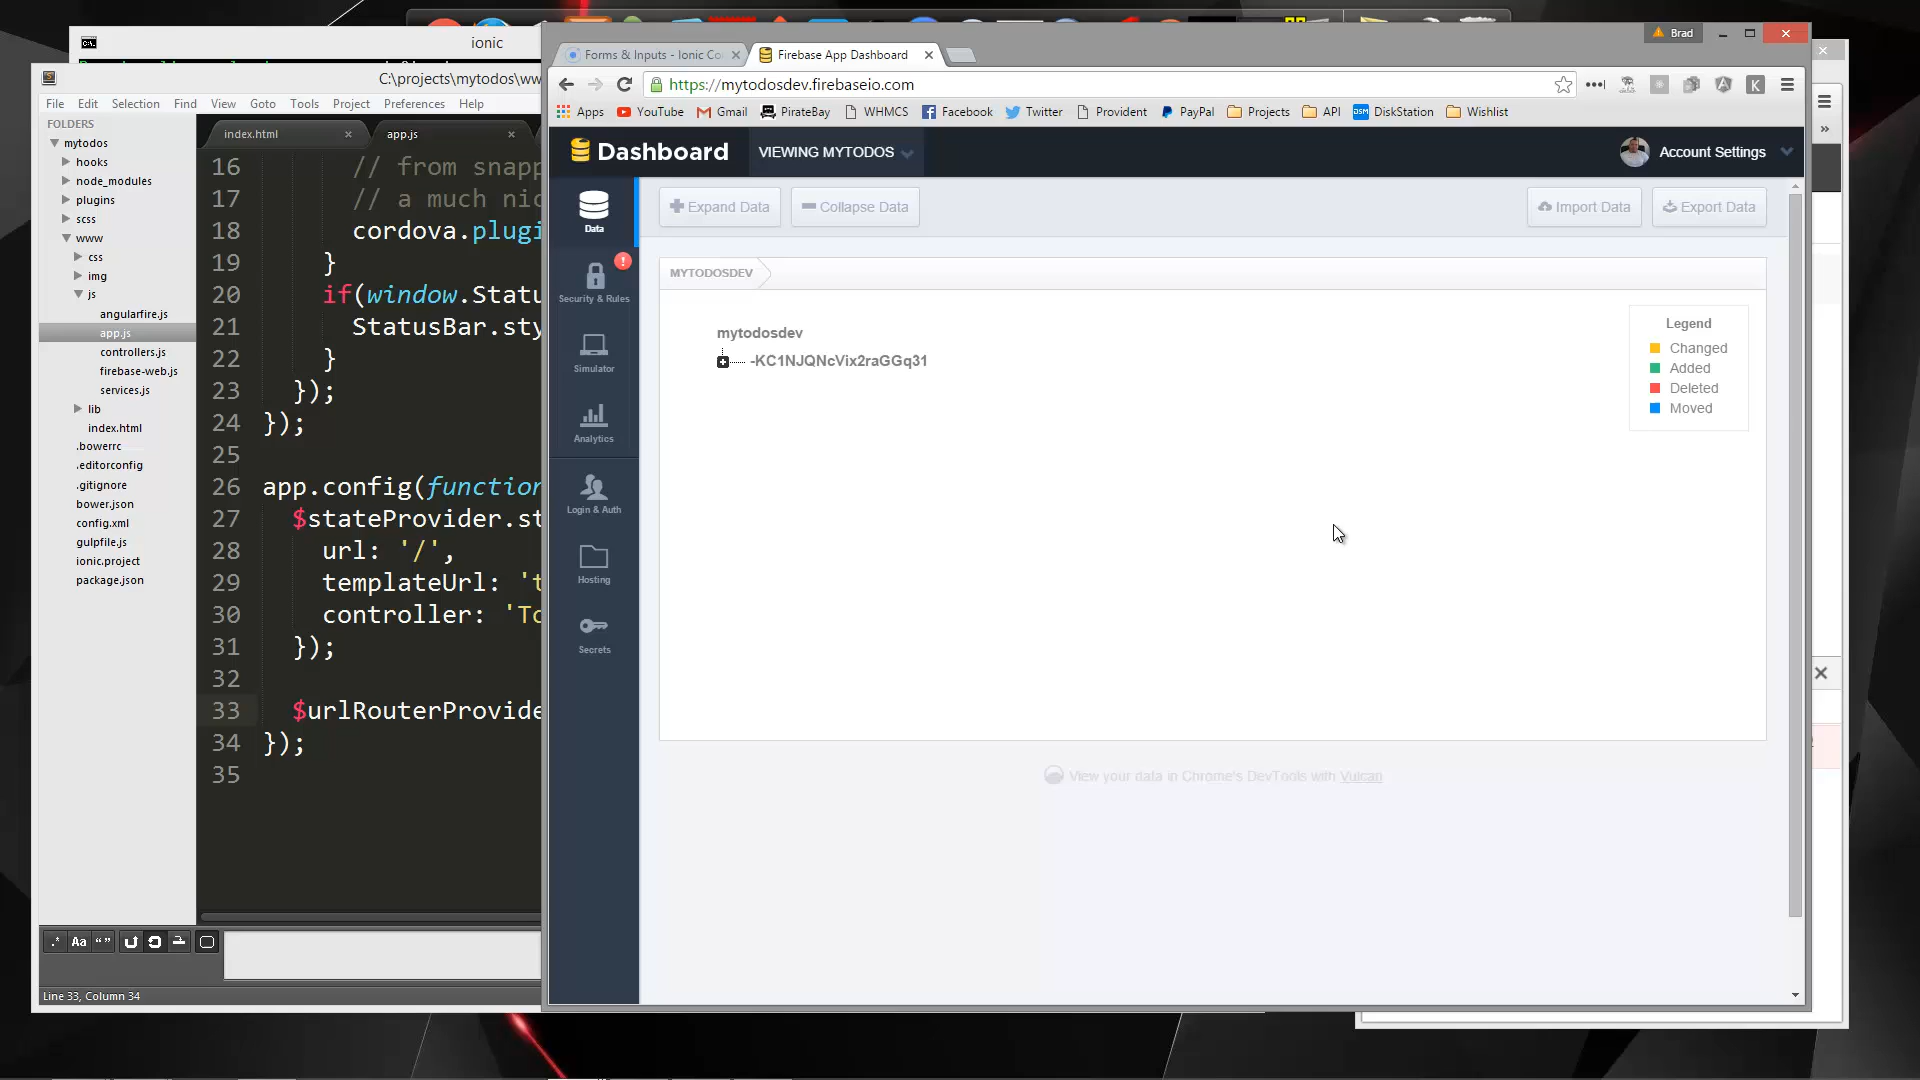 ionic
C:\projects\mytodos\ww
File Edit Selection Find View Goto Tools Project Preferences Help
FOLDERS
mytodos
hooks
node_modules
plugins
scss
www
css
img
js
angularfire.js
app.js
controllers.js
firebase-web.js
services.js
lib
index.html
.bowerrc
.editorconfig
.gitignore
bower.json
config.xml
gulpfile.js
ionic.project
package.json
index.html
app.js
16 // from snapp
17 // a much nic
18 cordova.plugi
19 }
20 if(window.Statu
21 StatusBar.sty
22 }
23 });
24 });
25
26 app.config(function
27 $stateProvider.st
28 url: '/',
29 templateUrl: 't
30 controller: 'To
31 });
32
33 $urlRouterProvide
34 });
35
.* Aa “ ”
Line 33, Column 34
Brad
Forms & Inputs - Ionic Co
Firebase App Dashboard
https://mytodosdev.firebaseio.com
K
Apps YouTube Gmail PirateBay WHMCS Facebook Twitter Provident PayPal Projects API DSM DiskStation Wishlist
Dashboard
VIEWING MYTODOS
Account Settings
Data
!
Security & Rules
Simulator
Analytics
Login & Auth
Hosting
Secrets
Expand Data
Collapse Data
Import Data
Export Data
MYTODOSDEV
mytodosdev
-KC1NJQNcVix2raGGq31
Legend
Changed
Added
Deleted
Moved
View your data in Chrome's DevTools with Vulcan